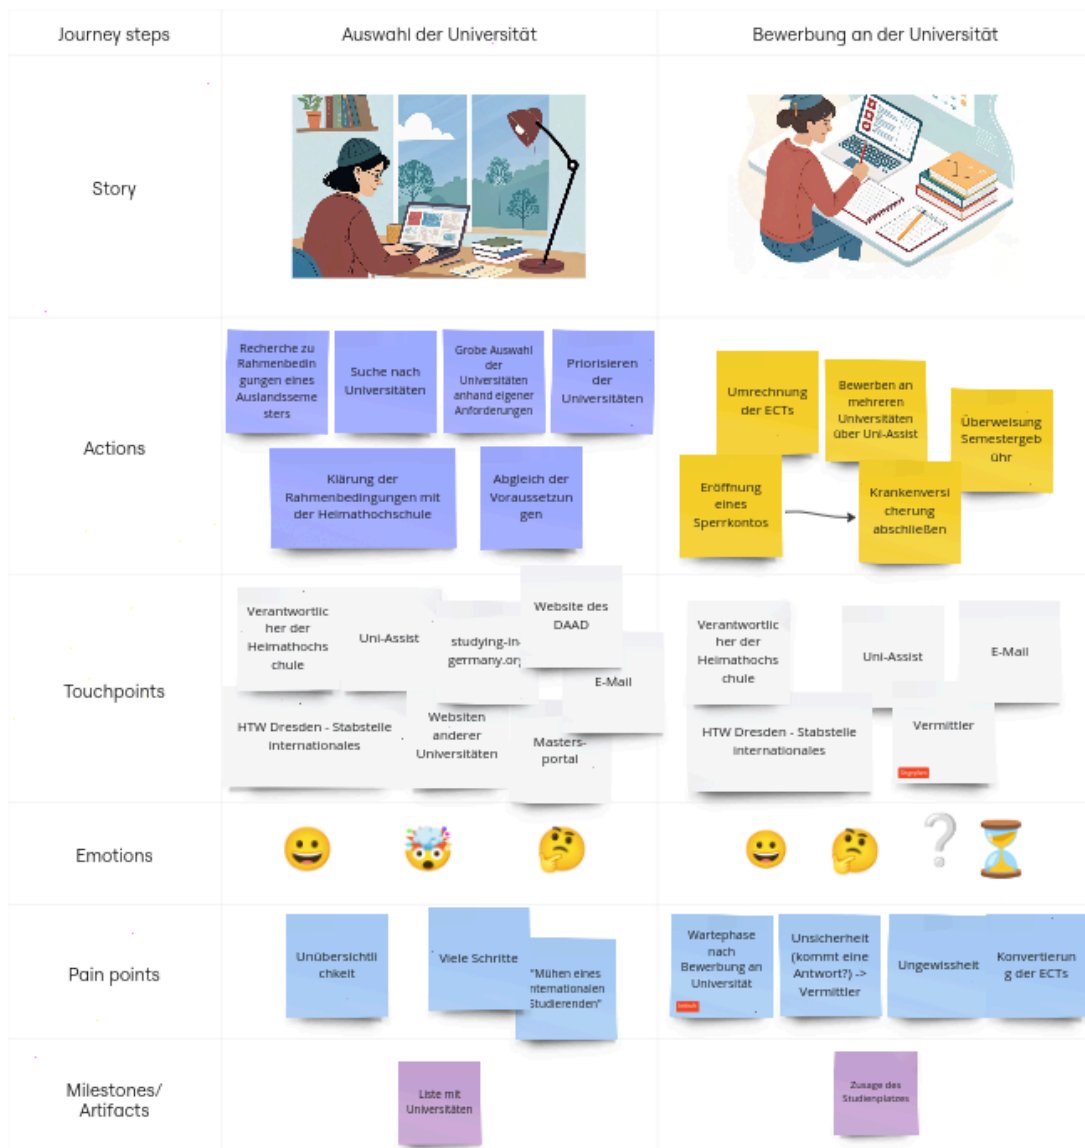 Journey steps
Auswahl der Universität
Bewerbung an der Universität
Story
Actions
Recherche zu
Rahmenbedin
gungen eines
Auslandsseme
sters
Suche nach
Universitäten
Grobe Auswahl
der
Universitäten
anhand eigener
Anforderungen
Priorisieren
der
Universitäten
Klärung der
Rahmenbedingungen mit
der Heimathochschule
Abgleich der
Voraussetzun
gen
Umrechnung
der ECTs
Bewerben an
mehreren
Universitäten
über Uni-Assist
Überweisung
Semestergeb
ühr
Eröffnung
eines
Sperrkontos
Krankenversi
cherung
abschließen
Touchpoints
Verantwortlic
her der
Heimathochs
chule
Uni-Assist
studying-in-
germany.org
Website des
DAAD
E-Mail
HTW Dresden - Stabstelle
internationales
Websiten
anderer
Universitäten
Masters-
portal
Verantwortlic
her der
Heimathochs
chule
Uni-Assist
E-Mail
HTW Dresden - Stabstelle
internationales
Vermittler
Emotions
Pain points
Unübersichtli
chkeit
Viele Schritte
"Mühen eines
nternationalen
Studierenden"
Wartephase
nach
Bewerbung an
Universität
Unsicherheit
(kommt eine
Antwort?) ->
Vermittler
Ungewissheit
Konvertierun
g der ECTs
Milestones/
Artifacts
Liste mit
Universitäten
Zusage des
Studienplatzes